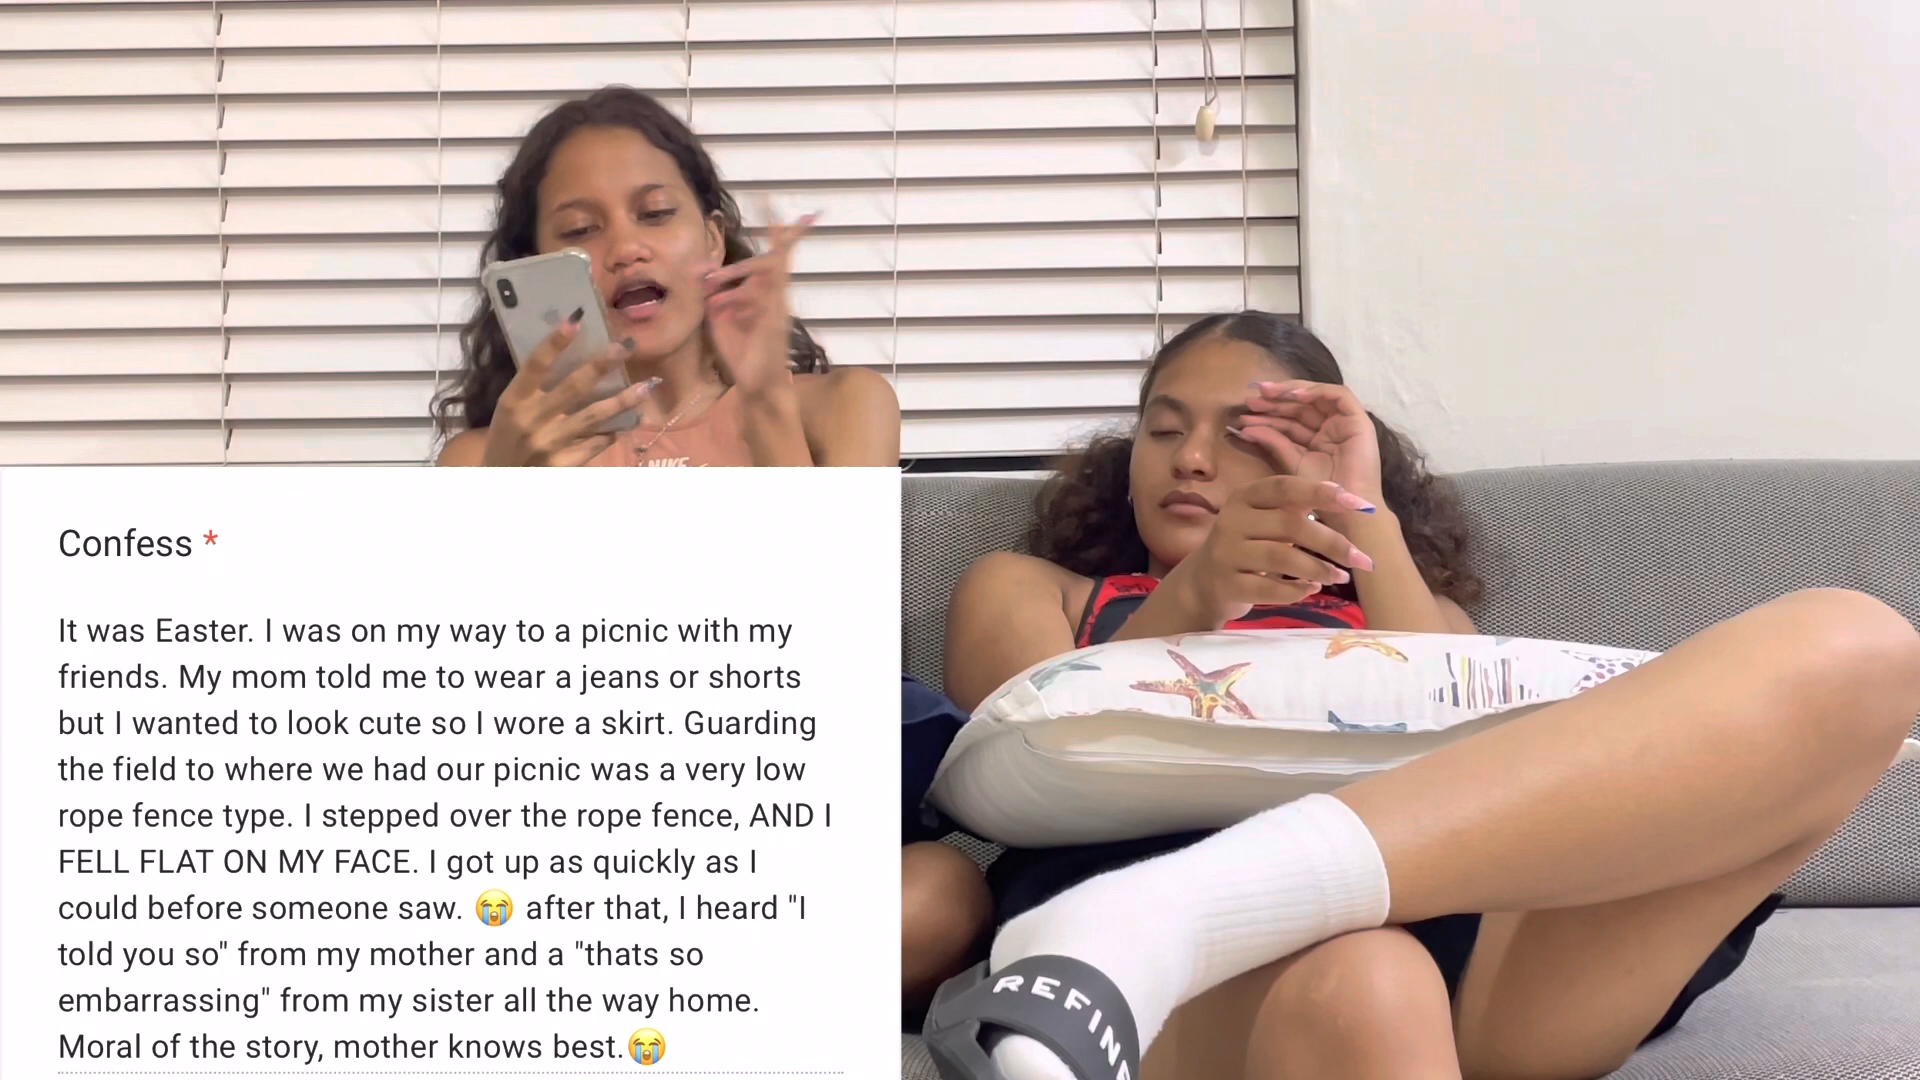 NIKE
Confess *
It was Easter. I was on my way to a picnic with my
friends. My mom told me to wear a jeans or shorts
but I wanted to look cute so I wore a skirt. Guarding
the field to where we had our picnic was a very low
rope fence type. I stepped over the rope fence, AND I
FELL FLAT ON MY FACE. I got up as quickly as I
could before someone saw. 😭 after that, I heard "I
told you so" from my mother and a "thats so
embarrassing" from my sister all the way home.
Moral of the story, mother knows best.😭
REFINE